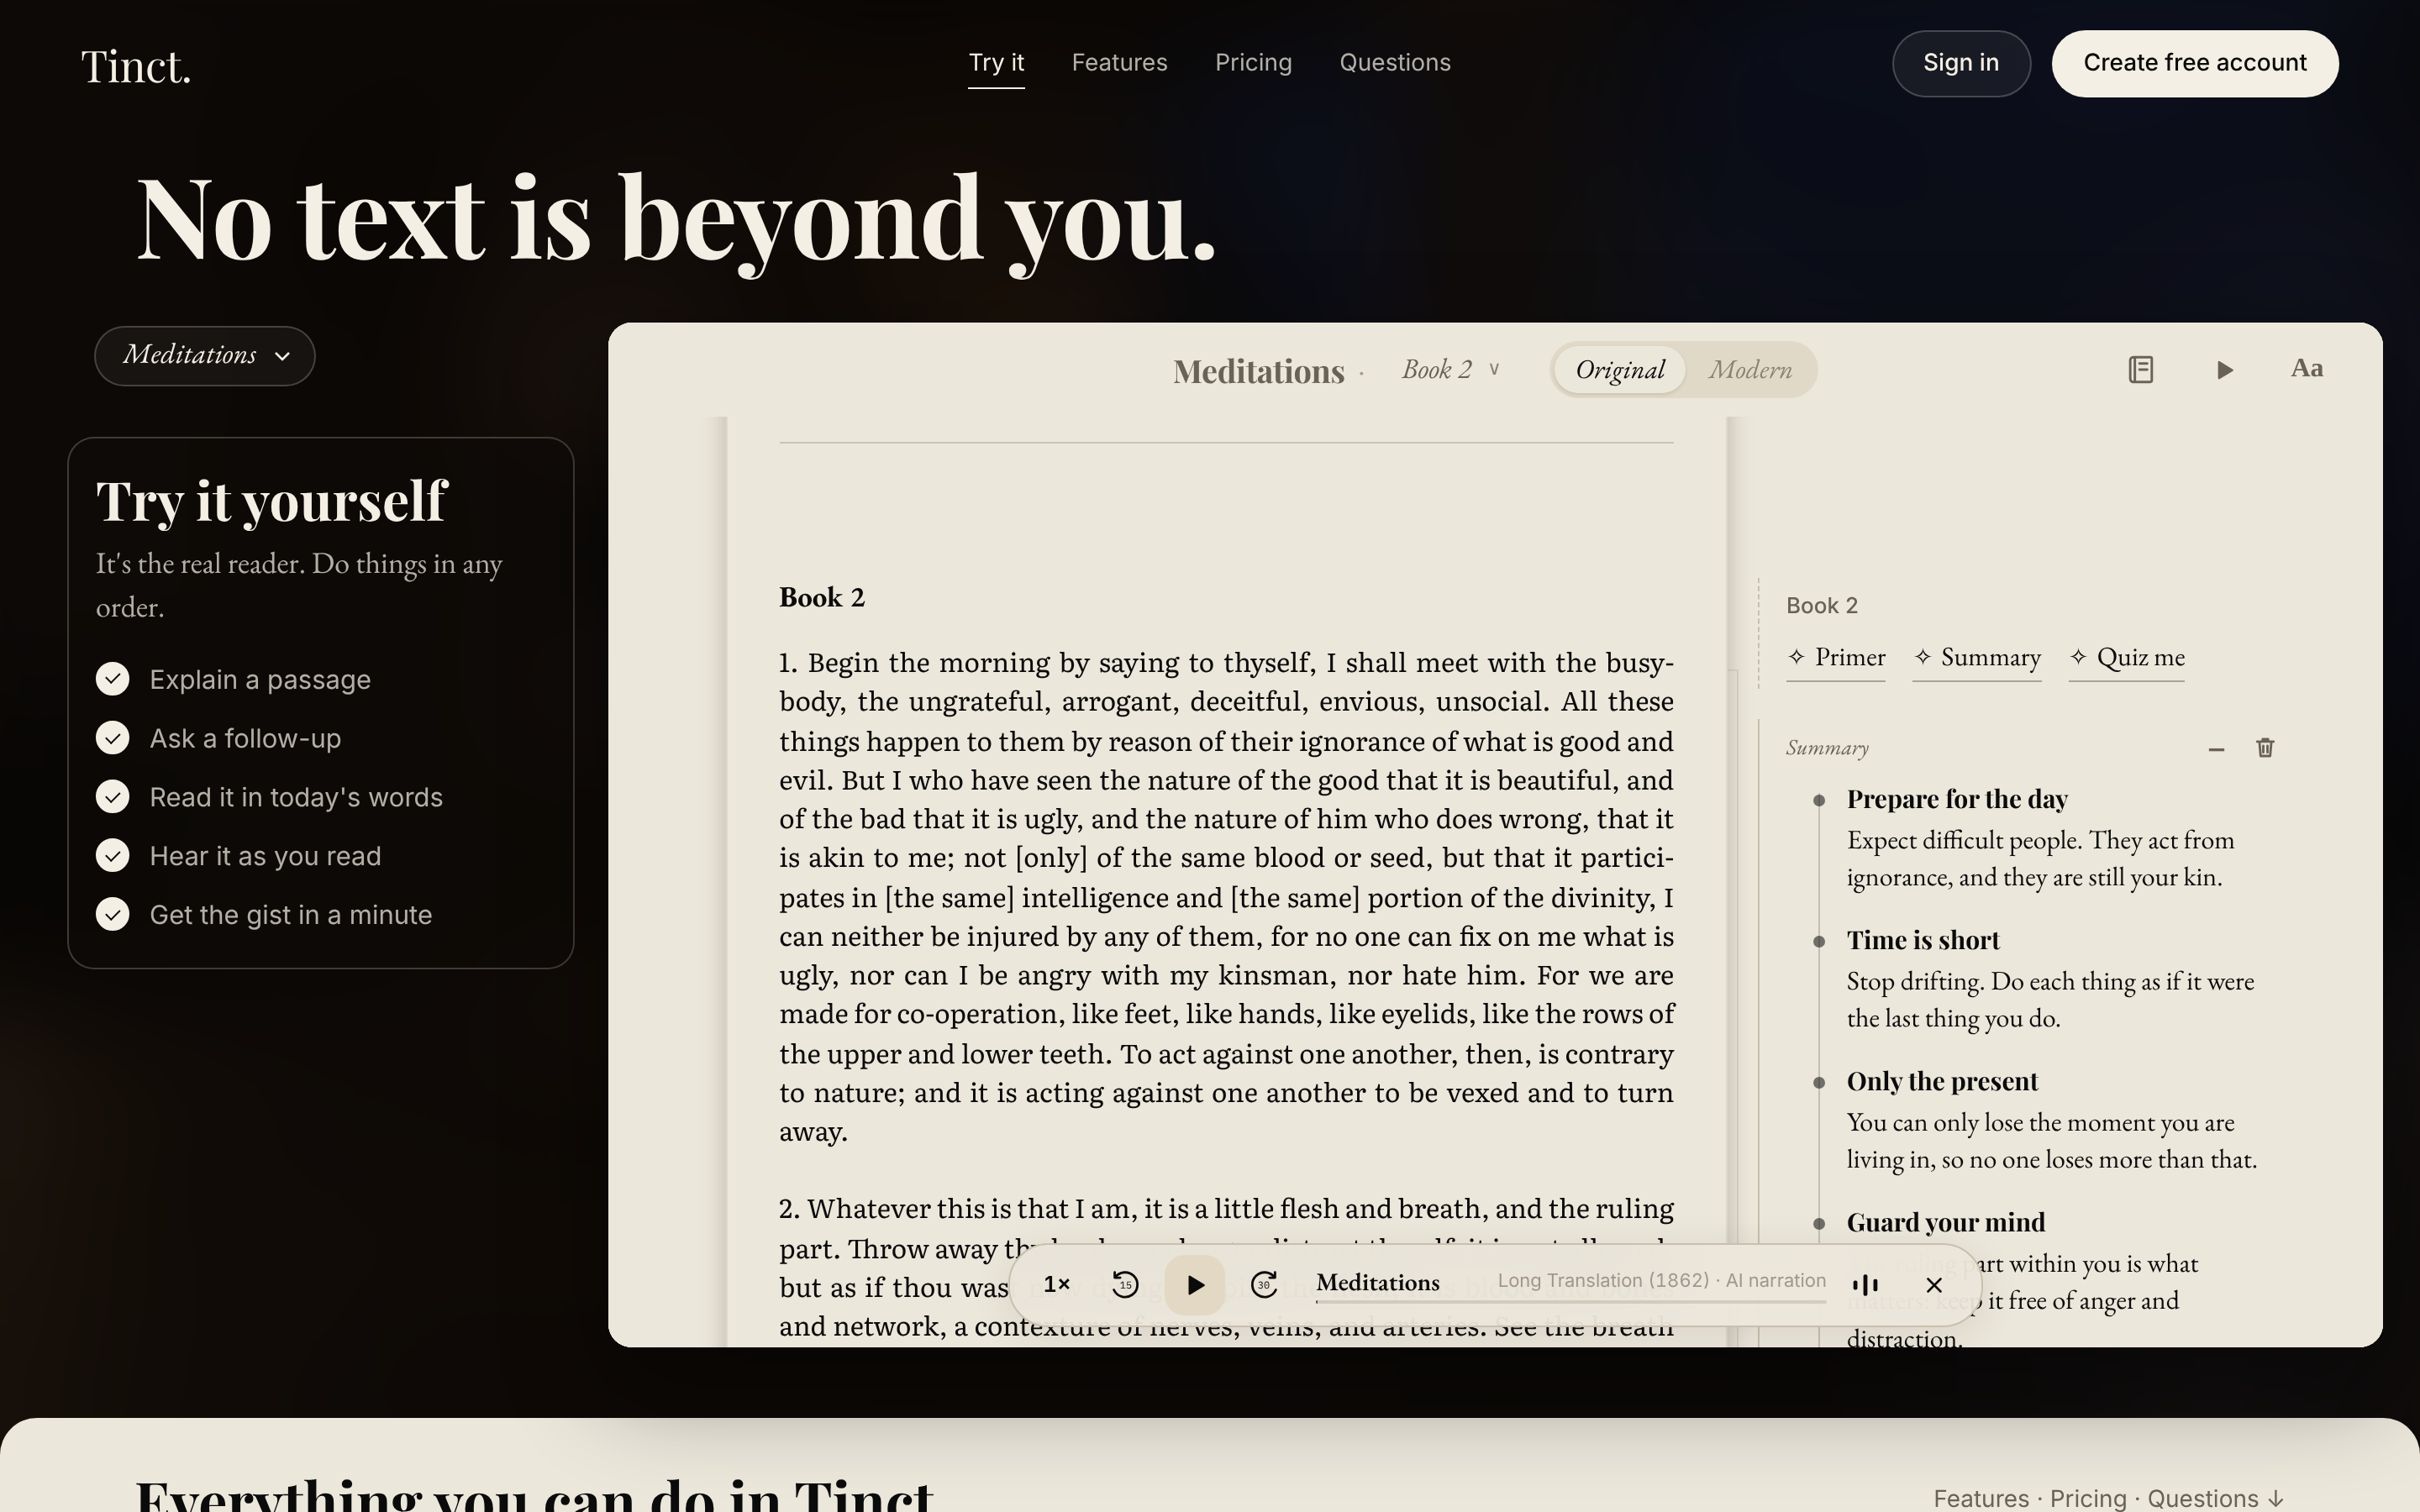 Tinct.
Try it
Features
Pricing
Questions
Sign in
Create free account
No text is beyond you.
Meditations
Try it yourself
It's the real reader. Do things in any
order.
Explain a passage
Ask a follow-up
Read it in today's words
Hear it as you read
Get the gist in a minute
Meditations ·
Book 2
Original
Modern
Aa
Book 2
1. Begin the morning by saying to thyself, I shall meet with the busy-
body, the ungrateful, arrogant, deceitful, envious, unsocial. All these
things happen to them by reason of their ignorance of what is good and
evil. But I who have seen the nature of the good that it is beautiful, and
of the bad that it is ugly, and the nature of him who does wrong, that it
is akin to me; not [only] of the same blood or seed, but that it partici-
pates in [the same] intelligence and [the same] portion of the divinity, I
can neither be injured by any of them, for no one can fix on me what is
ugly, nor can I be angry with my kinsman, nor hate him. For we are
made for co-operation, like feet, like hands, like eyelids, like the rows of
the upper and lower teeth. To act against one another, then, is contrary
to nature; and it is acting against one another to be vexed and to turn
away.
2. Whatever this is that I am, it is a little flesh and breath, and the ruling
part. Throw away
but as if thou was
and network, a contexture of nerves, veins, and arteries. See the breath
Book 2
Primer
Summary
Quiz me
Summary
Prepare for the day
Expect difficult people. They act from
ignorance, and they are still your kin.
Time is short
Stop drifting. Do each thing as if it were
the last thing you do.
Only the present
You can only lose the moment you are
living in, so no one loses more than that.
Guard your mind
part within you is what
matters: keep it free of anger and
distraction.
1×
15
30
Meditations
Long Translation (1862) · AI narration
Everything you can do in Tinct
Features · Pricing · Questions ↓